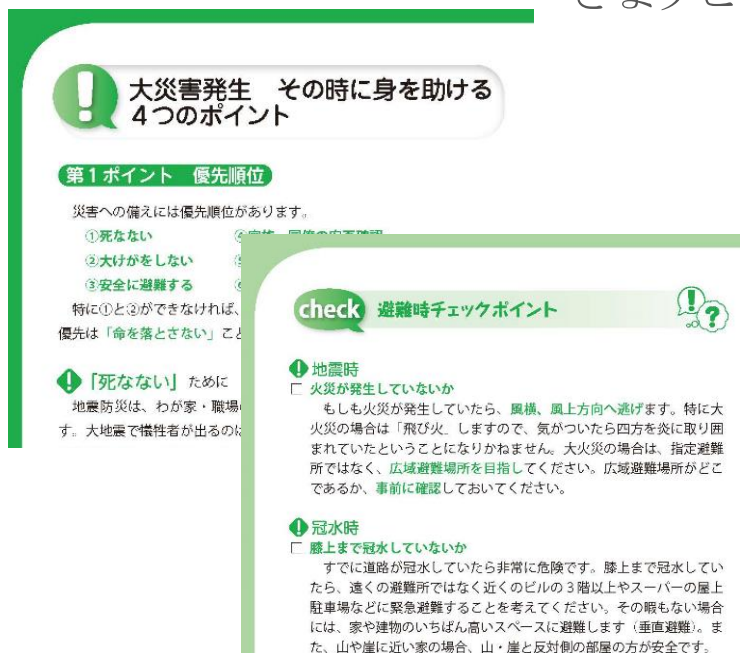 大災害発生　その時に身を助ける
４つのポイント
第１ポイント　優先順位
災害への備えには優先順位があります。
①死なない
②大けがをしない
③安全に避難する
特に①と②ができなければ、
優先は「命を落とさない」こと
「死なない」ために
地震防災は、わが家・職場
す。大地震で犠牲者が出るのは
check 避難時チェックポイント
地震時
□ 火災が発生していないか
もしも火災が発生していたら、風横、風上方向へ逃げます。特に大
火災の場合は「飛び火」しますので、気がついたら四方を炎に取り囲
まれていたということになりかねません。大火災の場合は、指定避難
所ではなく、広域避難場所を目指してください。広域避難場所がどこ
であるか、事前に確認しておいてください。
冠水時
□ 膝上まで冠水していないか
すでに道路が冠水していたら非常に危険です。膝上まで冠水してい
たら、遠くの避難所ではなく近くのビルの３階以上やスーパーの屋上
駐車場などに緊急避難することを考えてください。その暇もない場合
には、家や建物のいちばん高いスペースに避難します（垂直避難）。ま
た、山や崖に近い家の場合、山・崖と反対側の部屋の方が安全です。